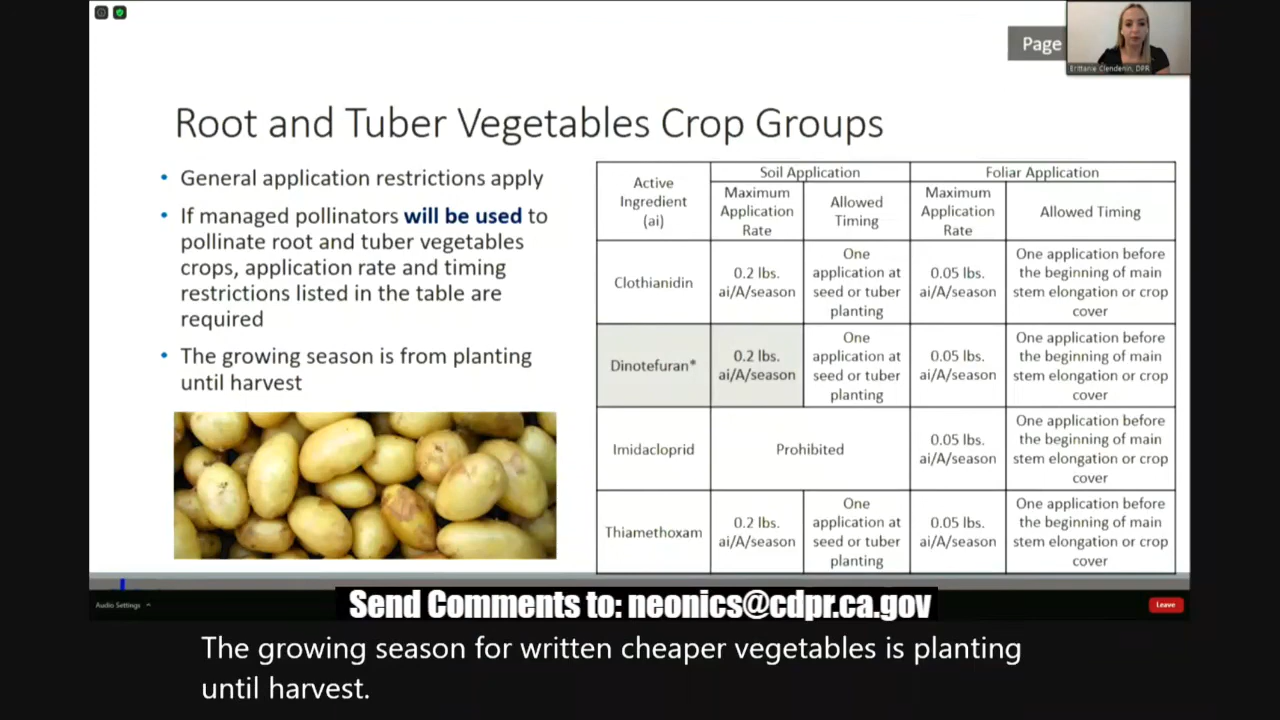 Page
Brittanie Clendenin, DPR
Root and Tuber Vegetables Crop Groups
• General application restrictions apply
• If managed pollinators will be used to
pollinate root and tuber vegetables
crops, application rate and timing
restrictions listed in the table are
required
• The growing season is from planting
until harvest
Active
Ingredient
(ai)
Soil Application
Foliar Application
Maximum
Application
Rate
Allowed
Timing
Maximum
Application
Rate
Allowed Timing
Clothianidin
0.2 lbs.
ai/A/season
One
application at
seed or tuber
planting
0.05 lbs.
ai/A/season
One application before
the beginning of main
stem elongation or crop
cover
Dinotefuran*
0.2 lbs.
ai/A/season
One
application at
seed or tuber
planting
0.05 lbs.
ai/A/season
One application before
the beginning of main
stem elongation or crop
cover
Imidacloprid
Prohibited
0.05 lbs.
ai/A/season
One application before
the beginning of main
stem elongation or crop
cover
Thiamethoxam
0.2 lbs.
ai/A/season
One
application at
seed or tuber
planting
0.05 lbs.
ai/A/season
One application before
the beginning of main
stem elongation or crop
cover
Audio Settings
Send Comments to: neonics@cdpr.ca.gov
Leave
The growing season for written cheaper vegetables is planting
until harvest.